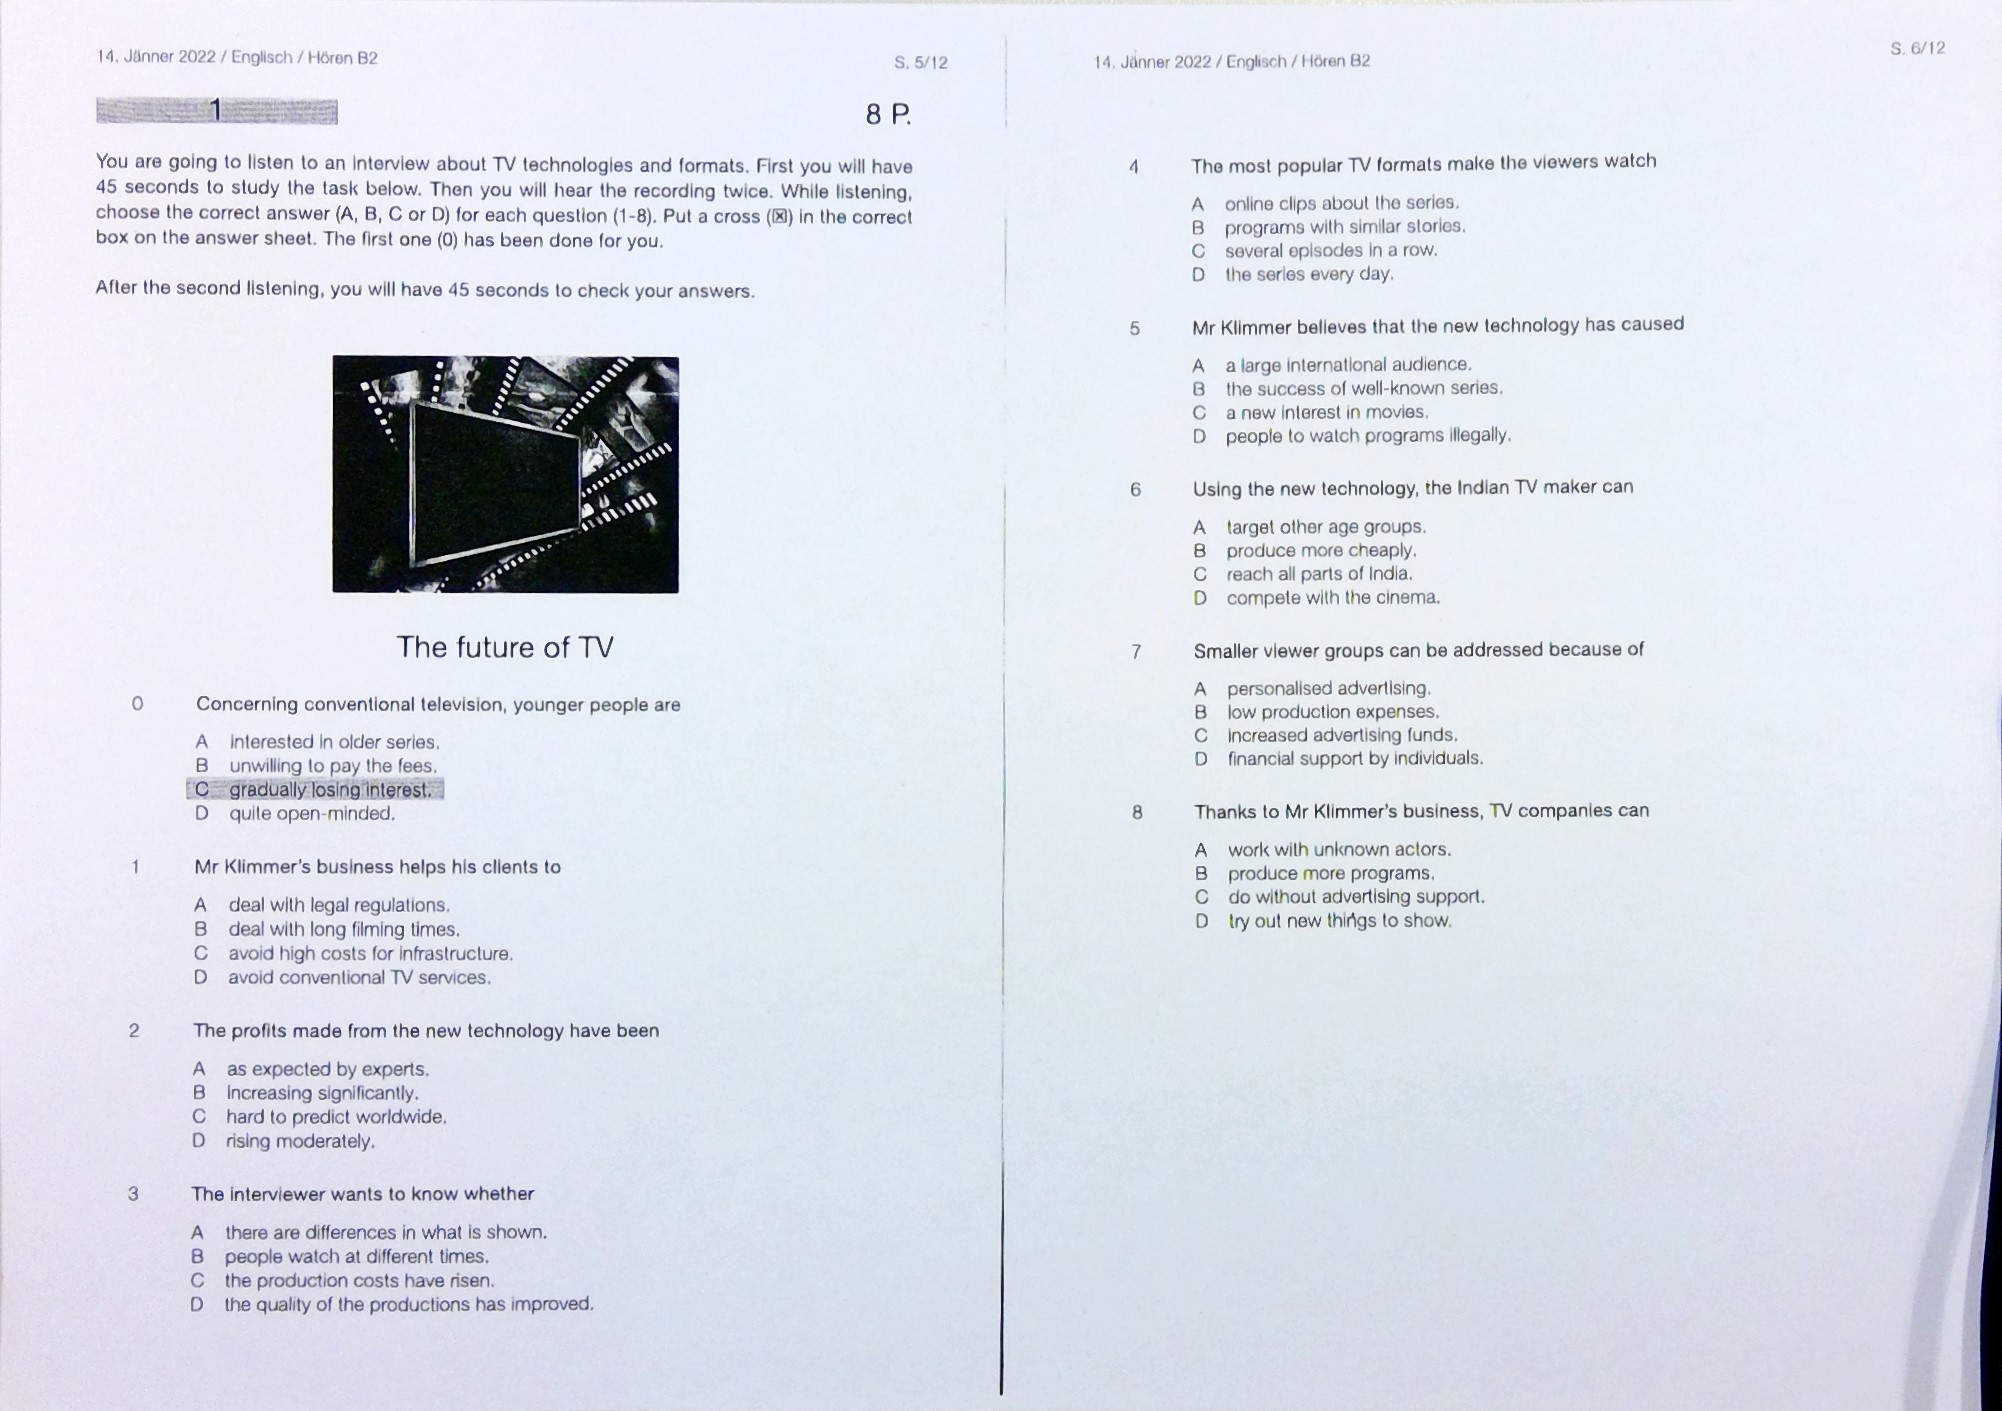 14. Jänner 2022 / Englisch / Hören B2
S. 5/12
1
8 P.
You are going to listen to an interview about TV technologies and formats. First you will have
45 seconds to study the task below. Then you will hear the recording twice. While listening,
choose the correct answer (A, B, C or D) for each question (1-8). Put a cross (☒) in the correct
box on the answer sheet. The first one (0) has been done for you.
After the second listening, you will have 45 seconds to check your answers.
The future of TV
0 Concerning conventional television, younger people are
A interested in older series.
B unwilling to pay the fees.
C gradually losing interest.
D quite open-minded.
1 Mr Klimmer's business helps his clients to
A deal with legal regulations.
B deal with long filming times.
C avoid high costs for infrastructure.
D avoid conventional TV services.
2 The profits made from the new technology have been
A as expected by experts.
B increasing significantly.
C hard to predict worldwide.
D rising moderately.
3 The interviewer wants to know whether
A there are differences in what is shown.
B people watch at different times.
C the production costs have risen.
D the quality of the productions has improved.
14. Jänner 2022 / Englisch / Hören B2
S. 6/12
4 The most popular TV formats make the viewers watch
A online clips about the series.
B programs with similar stories.
C several episodes in a row.
D the series every day.
5 Mr Klimmer believes that the new technology has caused
A a large international audience.
B the success of well-known series.
C a new interest in movies.
D people to watch programs illegally.
6 Using the new technology, the Indian TV maker can
A target other age groups.
B produce more cheaply.
C reach all parts of India.
D compete with the cinema.
7 Smaller viewer groups can be addressed because of
A personalised advertising.
B low production expenses.
C increased advertising funds.
D financial support by individuals.
8 Thanks to Mr Klimmer's business, TV companies can
A work with unknown actors.
B produce more programs.
C do without advertising support.
D try out new things to show.